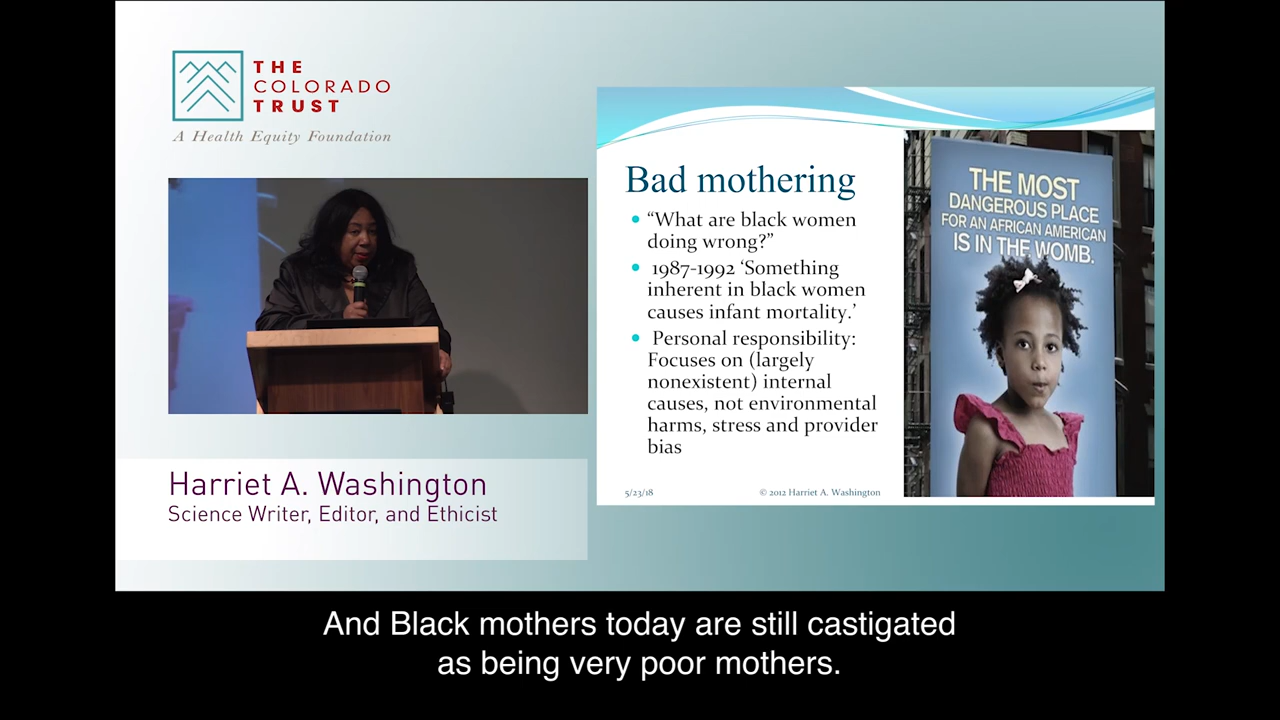 THE
COLORADO
TRUST
A Health Equity Foundation
Harriet A. Washington
Science Writer, Editor, and Ethicist
Bad mothering
• “What are black women
doing wrong?”
• 1987-1992 ‘Something
inherent in black women
causes infant mortality.’
• Personal responsibility:
Focuses on (largely
nonexistent) internal
causes, not environmental
harms, stress and provider
bias
5/23/18
© 2012 Harriet A. Washington
THE MOST
DANGEROUS PLACE
FOR AN AFRICAN AMERICAN
IS IN THE WOMB.
And Black mothers today are still castigated
as being very poor mothers.